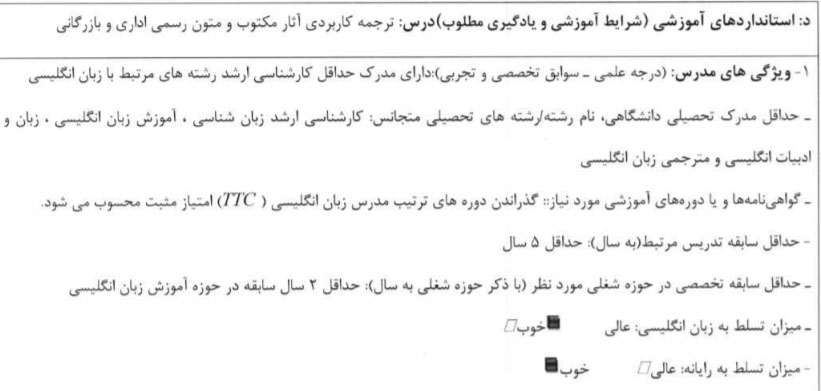 د: استانداردهای آموزشی (شرایط آموزشی و یادگیری مطلوب)درس: ترجمه کاربردی آثار مکتوب و متون رسمی اداری و بازرگانی
۱- ویژگی های مدرس: (درجه علمی - سوابق تخصصی و تجربی):دارای مدرک حداقل کارشناسی ارشد رشته های مرتبط با زبان انگلیسی
- حداقل مدرک تحصیلی دانشگاهی، نام رشته/رشته های تحصیلی متجانس: کارشناسی ارشد زبان شناسی ، آموزش زبان انگلیسی ، زبان و
ادبیات انگلیسی و مترجمی زبان انگلیسی
- گواهی‌نامه‌ها و یا دوره‌های آموزشی مورد نیاز:: گذراندن دوره های ترتیب مدرس زبان انگلیسی ( TTC) امتیاز مثبت محسوب می شود.
- حداقل سابقه تدریس مرتبط(به سال): حداقل ۵ سال
- حداقل سابقه تخصصی در حوزه شغلی مورد نظر (با ذکر حوزه شغلی به سال): حداقل ۲ سال سابقه در حوزه آموزش زبان انگلیسی
- میزان تسلط به زبان انگلیسی: عالی ■ خوب□
- میزان تسلط به رایانه: عالی□ خوب■